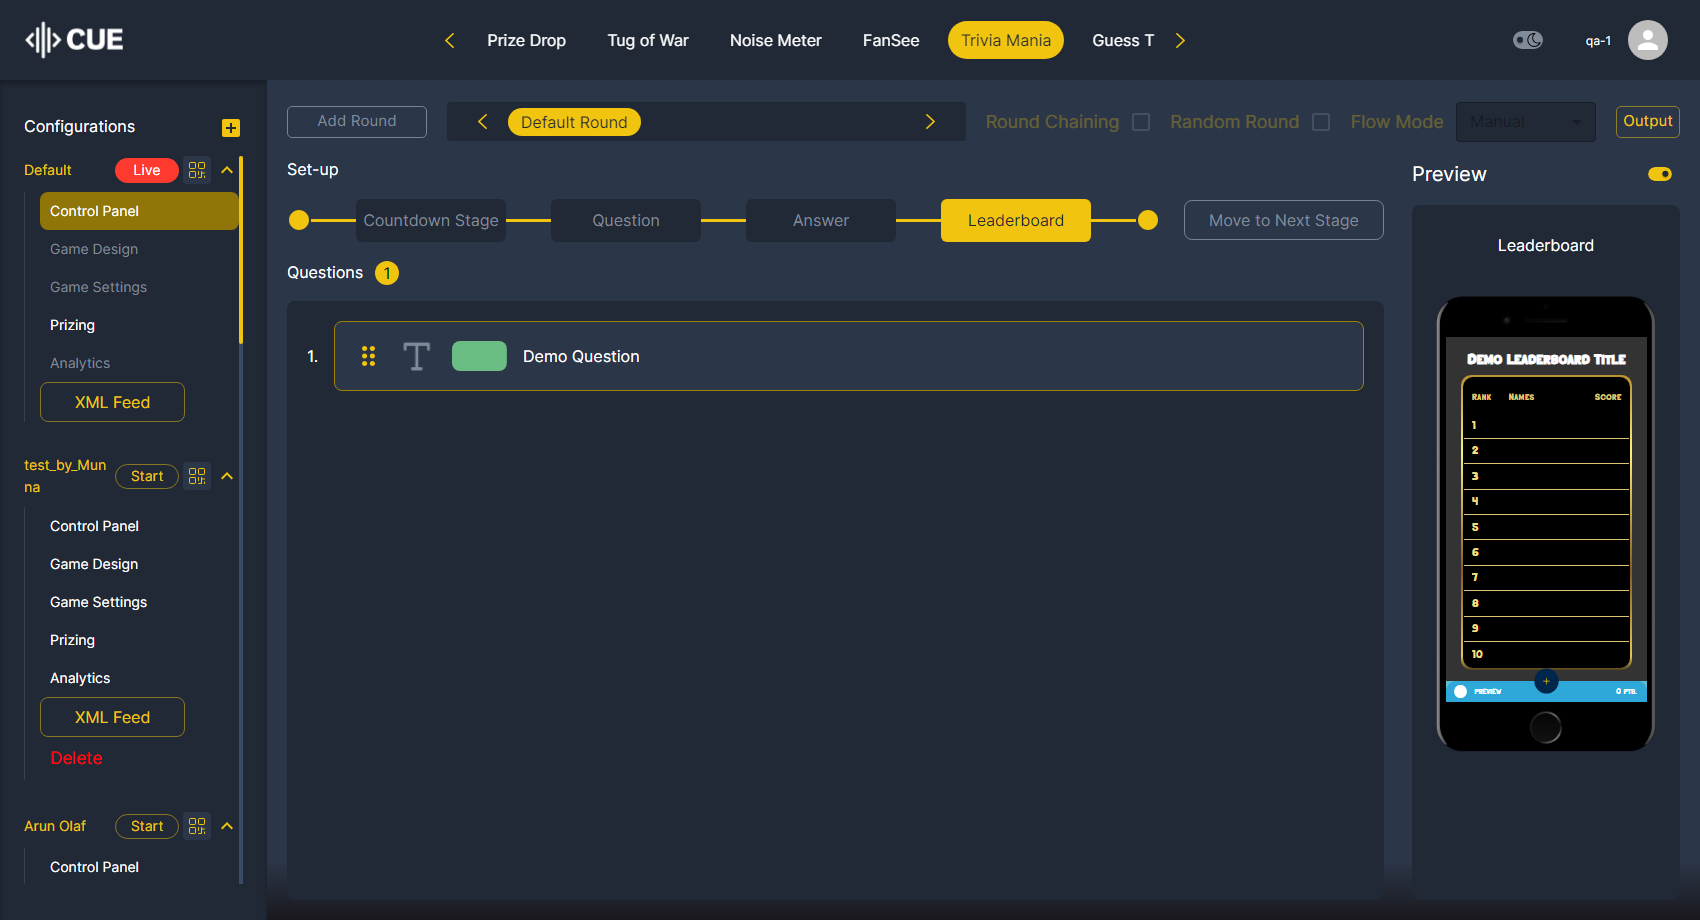 CUE
Prize Drop
Tug of War
Noise Meter
FanSee
Trivia Mania
Guess T
qa-1
Configurations
Default
Live
Control Panel
Game Design
Game Settings
Prizing
Analytics
XML Feed
test_by_Mun
na
Start
Control Panel
Game Design
Game Settings
Prizing
Analytics
XML Feed
Delete
Arun Olaf
Start
Control Panel
Add Round
Default Round
Round Chaining
Random Round
Flow Mode
Manual
Output
Set-up
Countdown Stage
Question
Answer
Leaderboard
Move to Next Stage
Questions 1
1.
Demo Question
Preview
Leaderboard
Demo Leaderboard Title
Rank Names Score
1
2
3
4
5
6
7
8
9
10
PREVIEW
0 PTS.